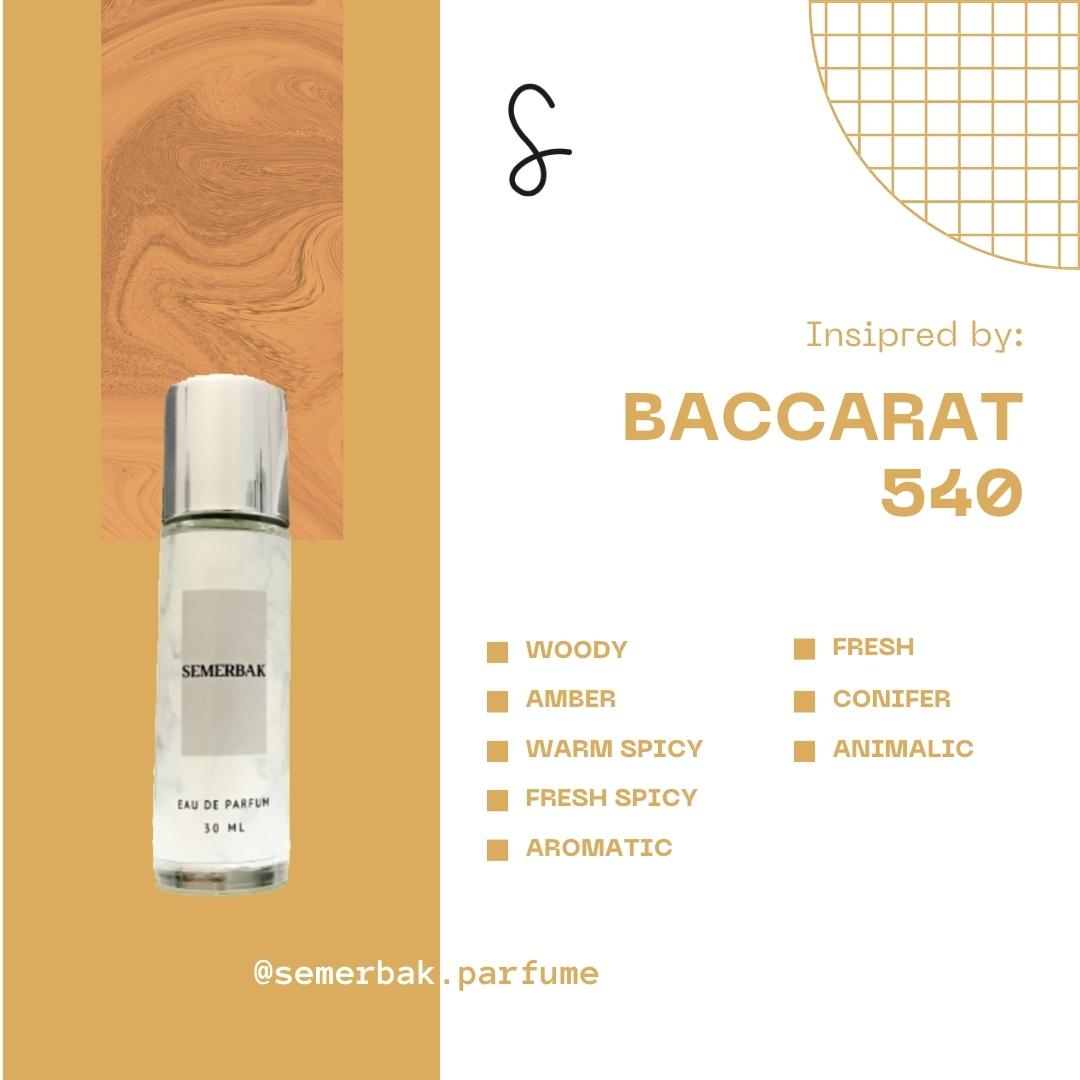 S
Insipred by:
BACCARAT
540
WOODY
AMBER
WARM SPICY
FRESH SPICY
AROMATIC
FRESH
CONIFER
ANIMALIC
SEMERBAK
EAU DE PARFUM
30 ML
@semerbak.parfume